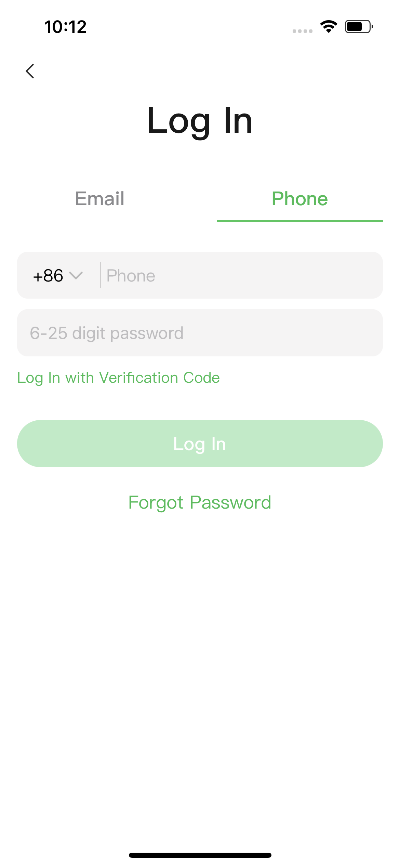 10:12
Log In
Email Phone
+86 Phone
6-25 digit password
Log In with Verification Code
Log In
Forgot Password